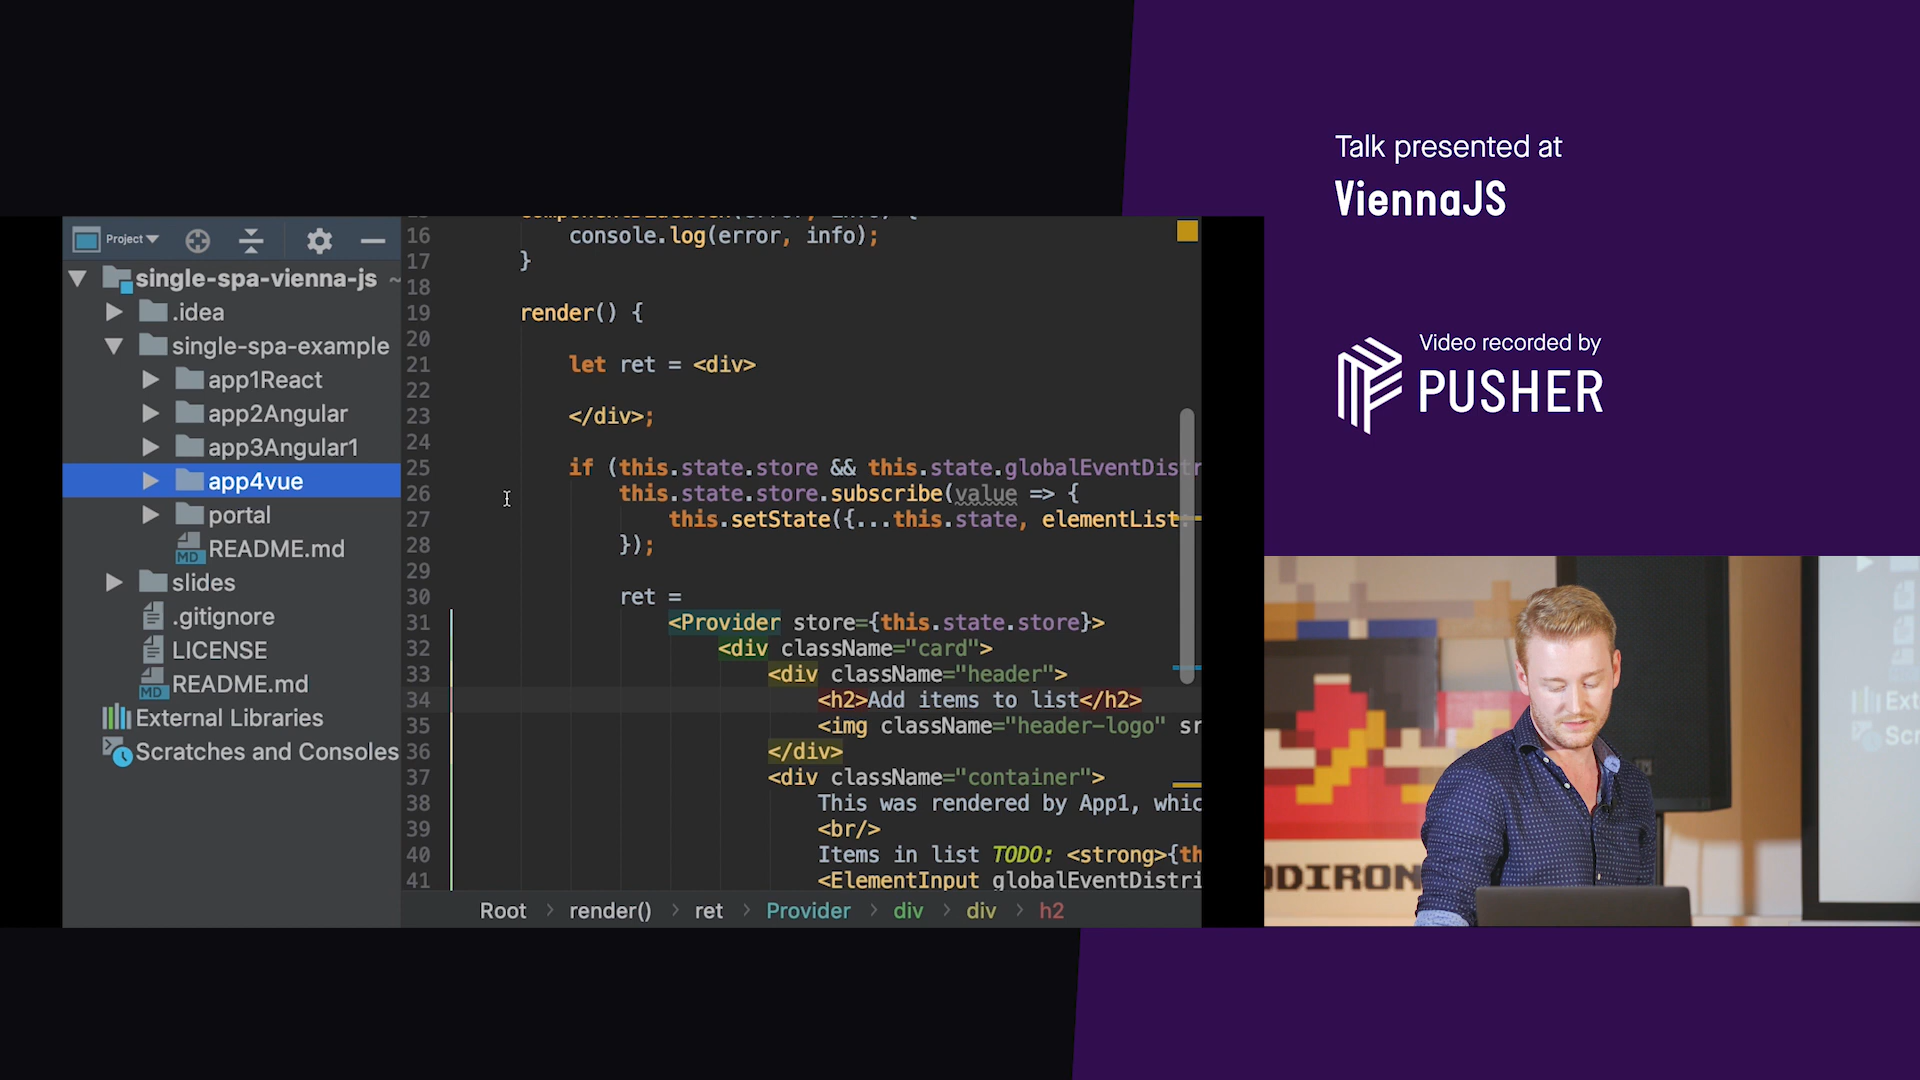 Talk presented at
ViennaJS
Video recorded by
PUSHER
Project
single-spa-vienna-js ~
.idea
single-spa-example
app1React
app2Angular
app3Angular1
app4vue
portal
MD README.md
slides
.gitignore
LICENSE
MD README.md
External Libraries
Scratches and Consoles
16 console.log(error, info);
17 }
18
19 render() {
20
21 let ret = <div>
22
23 </div>;
24
25 if (this.state.store && this.state.globalEventDistr
26 this.state.store.subscribe(value => {
27 this.setState({...this.state, elementList:
28 });
29
30 ret =
31 <Provider store={this.state.store}>
32 <div className="card">
33 <div className="header">
34 <h2>Add items to list</h2>
35 <img className="header-logo" sr
36 </div>
37 <div className="container">
38 This was rendered by App1, whic
39 <br/>
40 Items in list TODO: <strong>{th
41 <ElementInput globalEventDistri
Root > render() > ret > Provider > div > div > h2
Ext
Scr
ODIRON